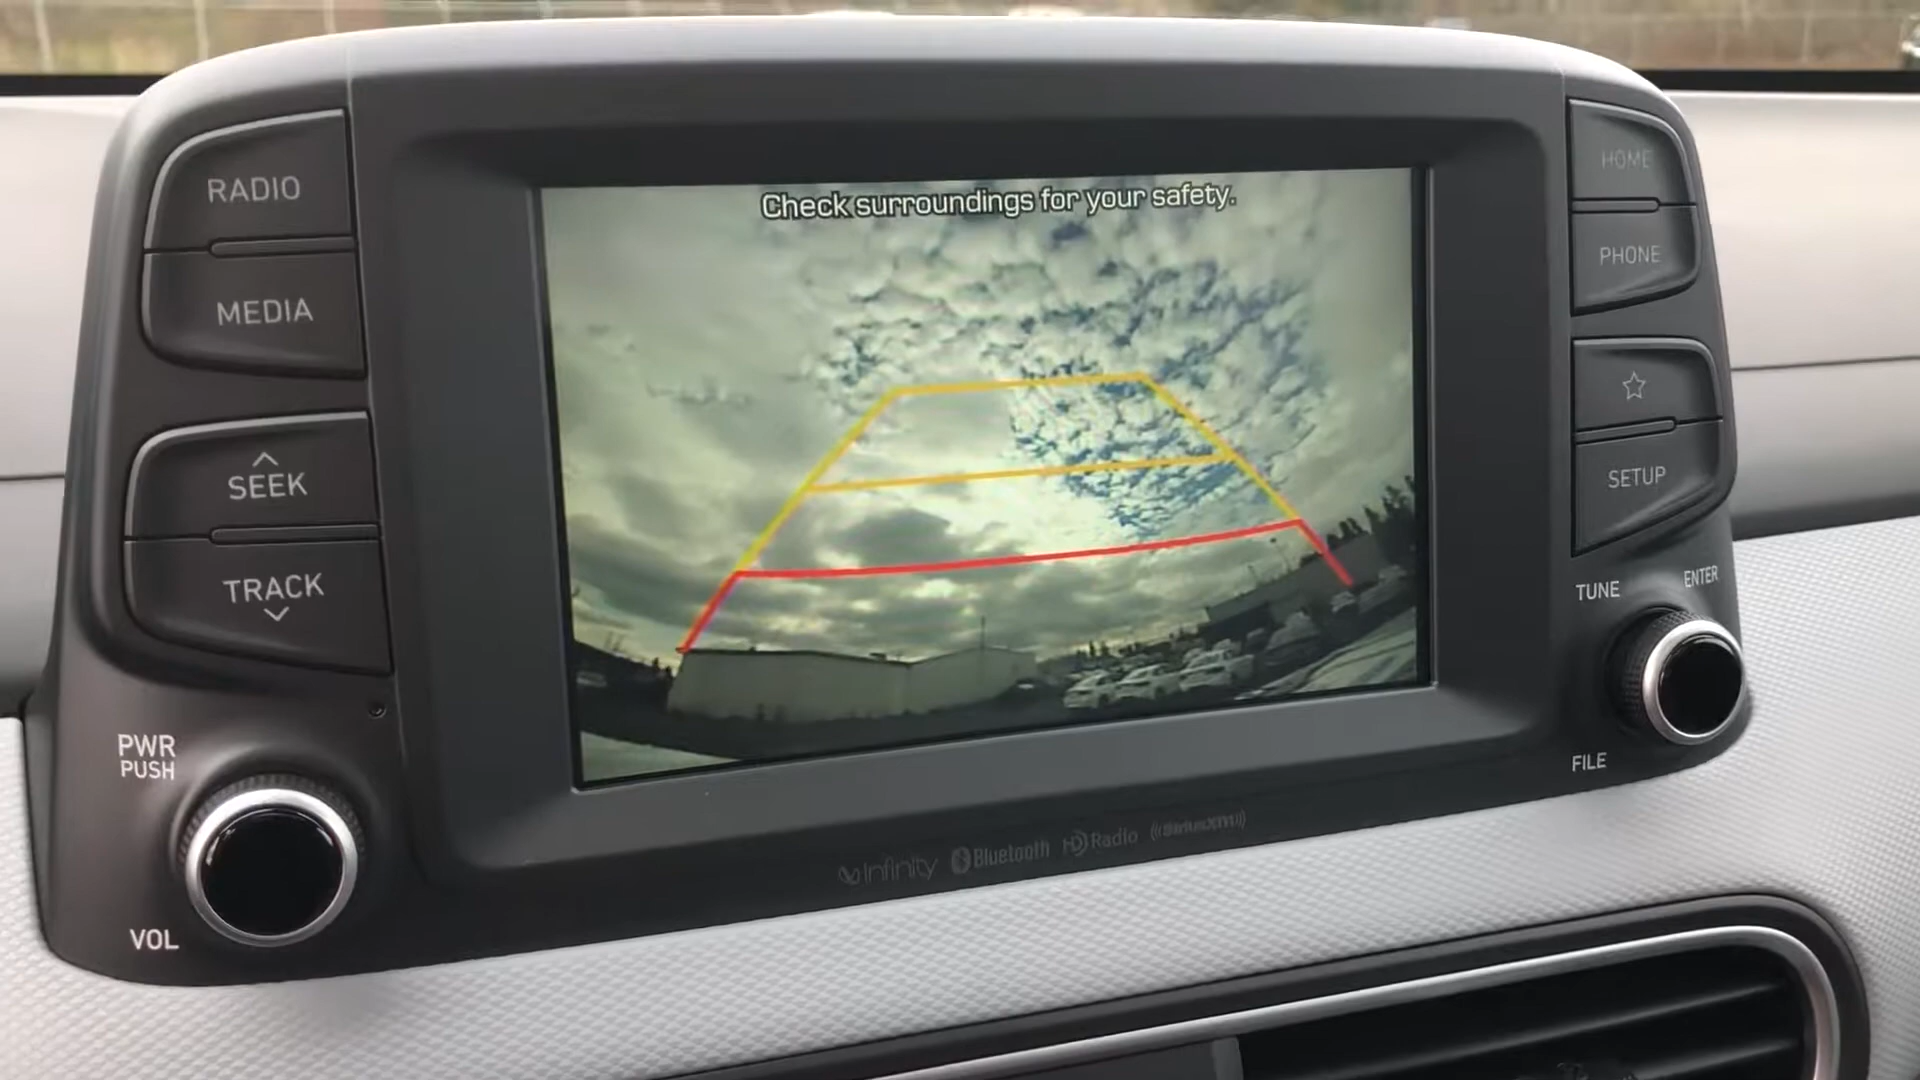 Check surroundings for your safety.
RADIO
MEDIA
SEEK
TRACK
PWR
PUSH
VOL
HOME
PHONE
SETUP
TUNE
ENTER
FILE
Infinity Bluetooth HD Radio ((SiriusXM))